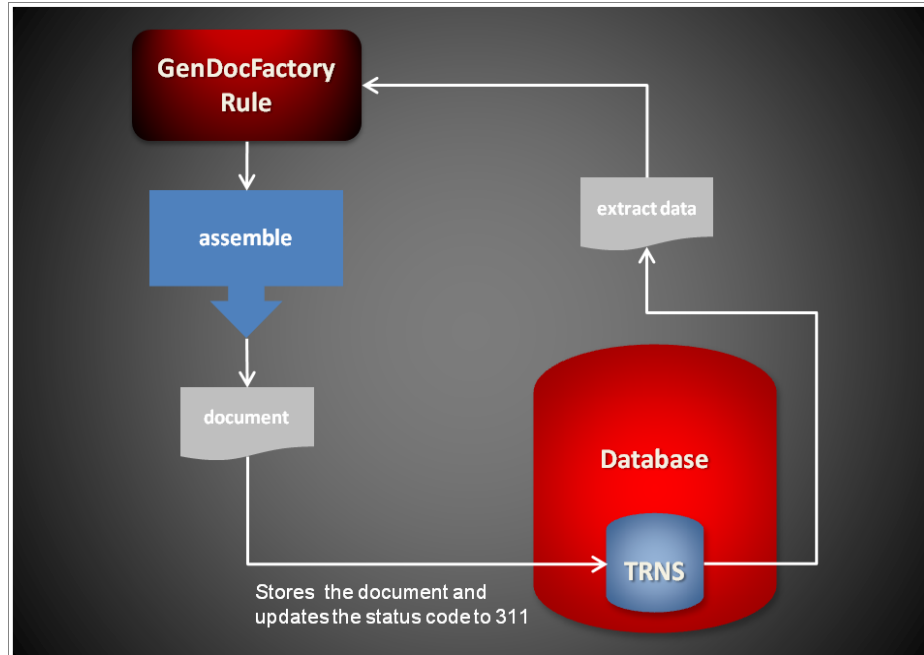 GenDocFactory
Rule
extract data
assemble
document
Database
TRNS
Stores  the document and
updates the status code to 311